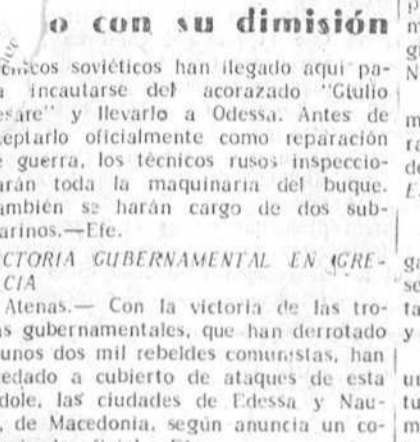 o con su dimisión
cnicos soviéticos han llegado aquí pa-
a incautarse del acorazado "Giulio
esare" y llevarlo a Odessa. Antes de
eptarlo oficialmente como reparación
e guerra, los técnicos rusos inspeccio-
arán toda la maquinaria del buque.
ambién se harán cargo de dos sub-
arinos.—Efe.
CTORIA GUBERNAMENTAL EN GRE-
CIA
Atenas.— Con la victoria de las tro-
as gubernamentales, que han derrotado
unos dos mil rebeldes comunistas, han
edado a cubierto de ataques de esta
dole, las ciudades de Edessa y Nau-
, de Macedonia, según anuncia un co-